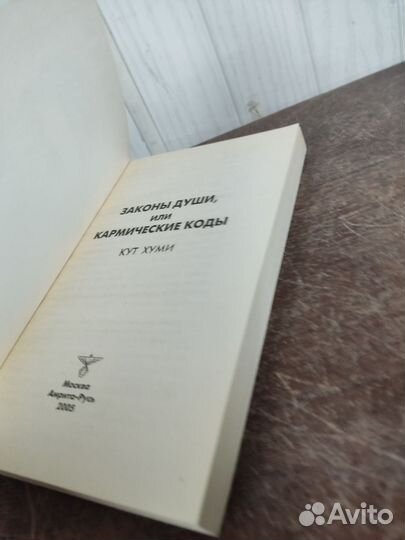 ЗАКОНЫ ДУШИ,
ИЛИ
КАРМИЧЕСКИЕ КОДЫ
КУТ ХУМИ
Москва
Амрита-Русь
2005
Avito